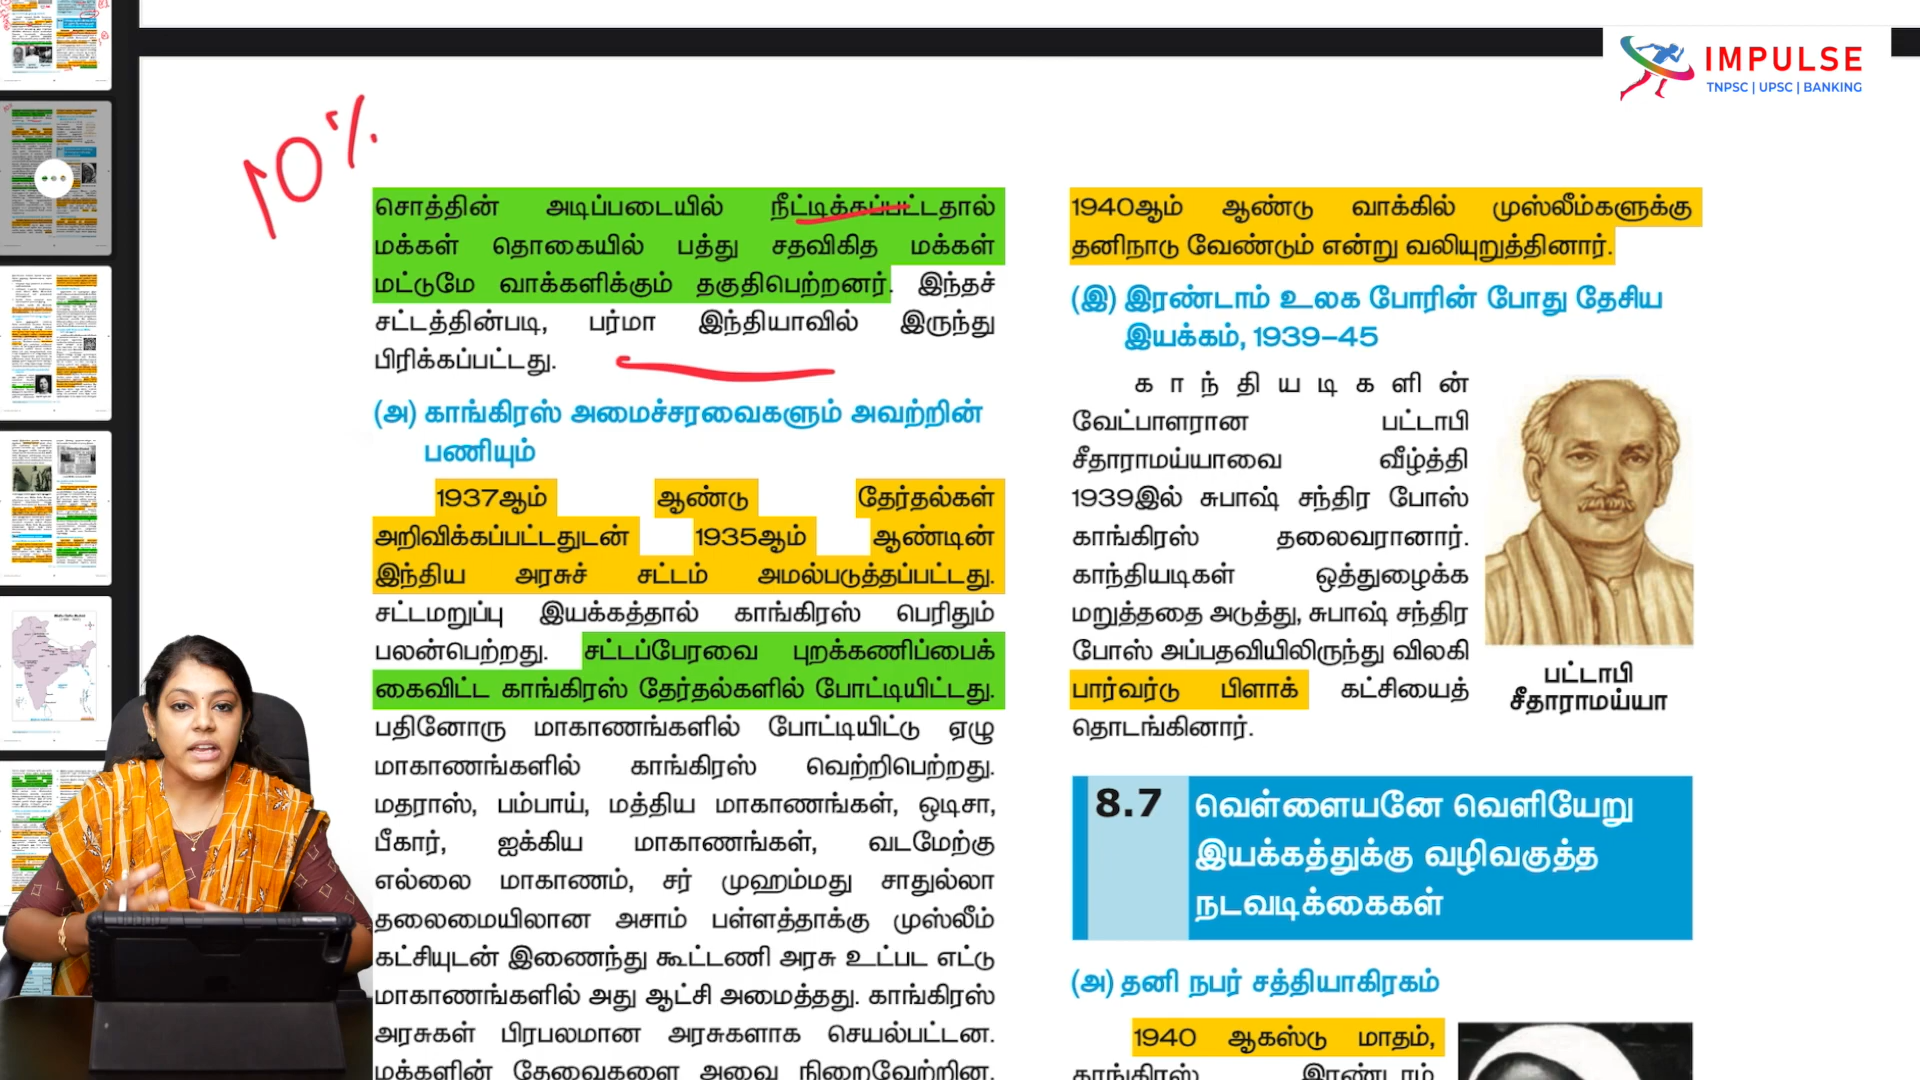 IMPULSE
TNPSC | UPSC | BANKING
10%
சொத்தின் அடிப்படையில் நீட்டிக்கப்பட்டதால்
மக்கள் தொகையில் பத்து சதவிகித மக்கள்
மட்டுமே வாக்களிக்கும் தகுதிபெற்றனர். இந்தச்
சட்டத்தின்படி, பர்மா இந்தியாவில் இருந்து
பிரிக்கப்பட்டது.
(அ) காங்கிரஸ் அமைச்சரவைகளும் அவற்றின்
பணியும்
1937ஆம் ஆண்டு தேர்தல்கள்
அறிவிக்கப்பட்டதுடன் 1935ஆம் ஆண்டின்
இந்திய அரசுச் சட்டம் அமல்படுத்தப்பட்டது.
சட்டமறுப்பு இயக்கத்தால் காங்கிரஸ் பெரிதும்
பலன்பெற்றது. சட்டப்பேரவை புறக்கணிப்பைக்
கைவிட்ட காங்கிரஸ் தேர்தல்களில் போட்டியிட்டது.
பதினோரு மாகாணங்களில் போட்டியிட்டு ஏழு
மாகாணங்களில் காங்கிரஸ் வெற்றிபெற்றது.
மதராஸ், பம்பாய், மத்திய மாகாணங்கள், ஒடிசா,
பீகார், ஐக்கிய மாகாணங்கள், வடமேற்கு
எல்லை மாகாணம், சர் முஹம்மது சாதுல்லா
தலைமையிலான அசாம் பள்ளத்தாக்கு முஸ்லீம்
கட்சியுடன் இணைந்து கூட்டணி அரசு உட்பட எட்டு
மாகாணங்களில் அது ஆட்சி அமைத்தது. காங்கிரஸ்
அரசுகள் பிரபலமான அரசுகளாக செயல்பட்டன.
மக்களின் தேவைகளை அவை நிறைவேற்றின.
1940ஆம் ஆண்டு வாக்கில் முஸ்லீம்களுக்கு
தனிநாடு வேண்டும் என்று வலியுறுத்தினார்.
(இ) இரண்டாம் உலக போரின் போது தேசிய
இயக்கம், 1939–45
காந்தியடிகளின்
வேட்பாளரான பட்டாபி
சீதாராமய்யாவை வீழ்த்தி
1939இல் சுபாஷ் சந்திர போஸ்
காங்கிரஸ் தலைவரானார்.
காந்தியடிகள் ஒத்துழைக்க
மறுத்ததை அடுத்து, சுபாஷ் சந்திர
போஸ் அப்பதவியிலிருந்து விலகி
பார்வர்டு பிளாக் கட்சியைத்
தொடங்கினார்.
பட்டாபி
சீதாராமய்யா
8.7 வெள்ளையனே வெளியேறு
இயக்கத்துக்கு வழிவகுத்த
நடவடிக்கைகள்
(அ) தனி நபர் சத்தியாகிரகம்
1940 ஆகஸ்டு மாதம்,
காங்கிரஸ் இரண்டாம்